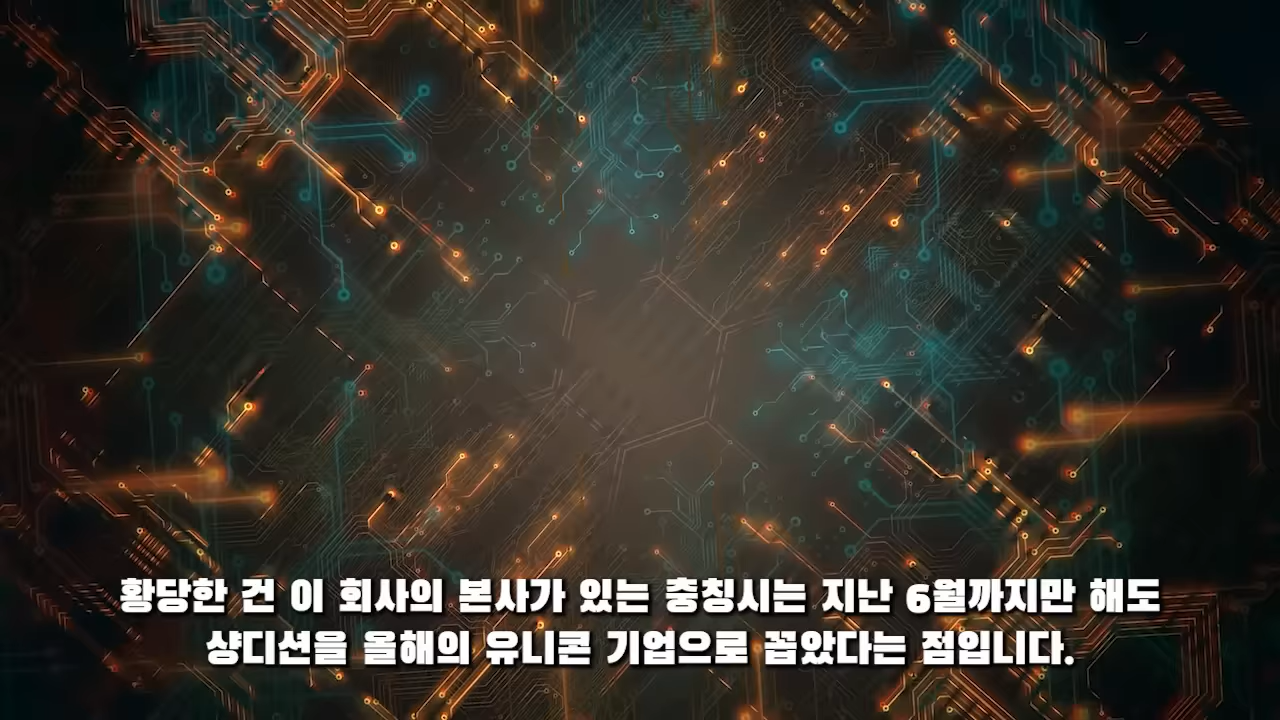 황당한 건 이 회사의 본사가 있는 충칭시는 지난 6월까지만 해도
샹디션을 올해의 유니콘 기업으로 꼽았다는 점입니다.